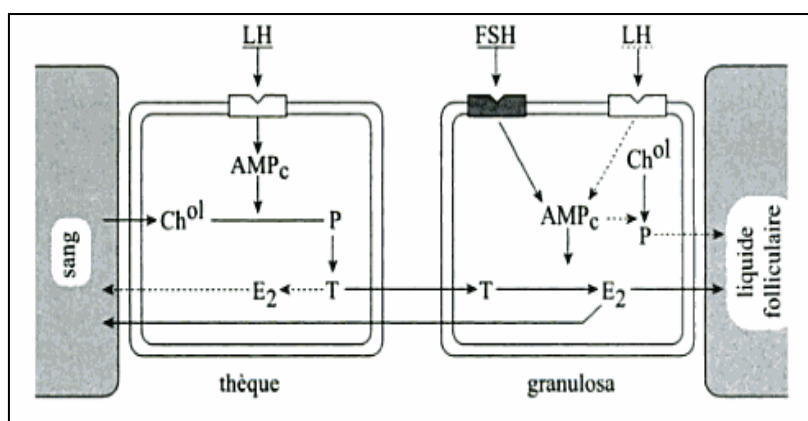 LH FSH LH
AMPc Chol
sang Chol P AMPc P liquide folliculaire
E2 T T E2
thèque granulosa